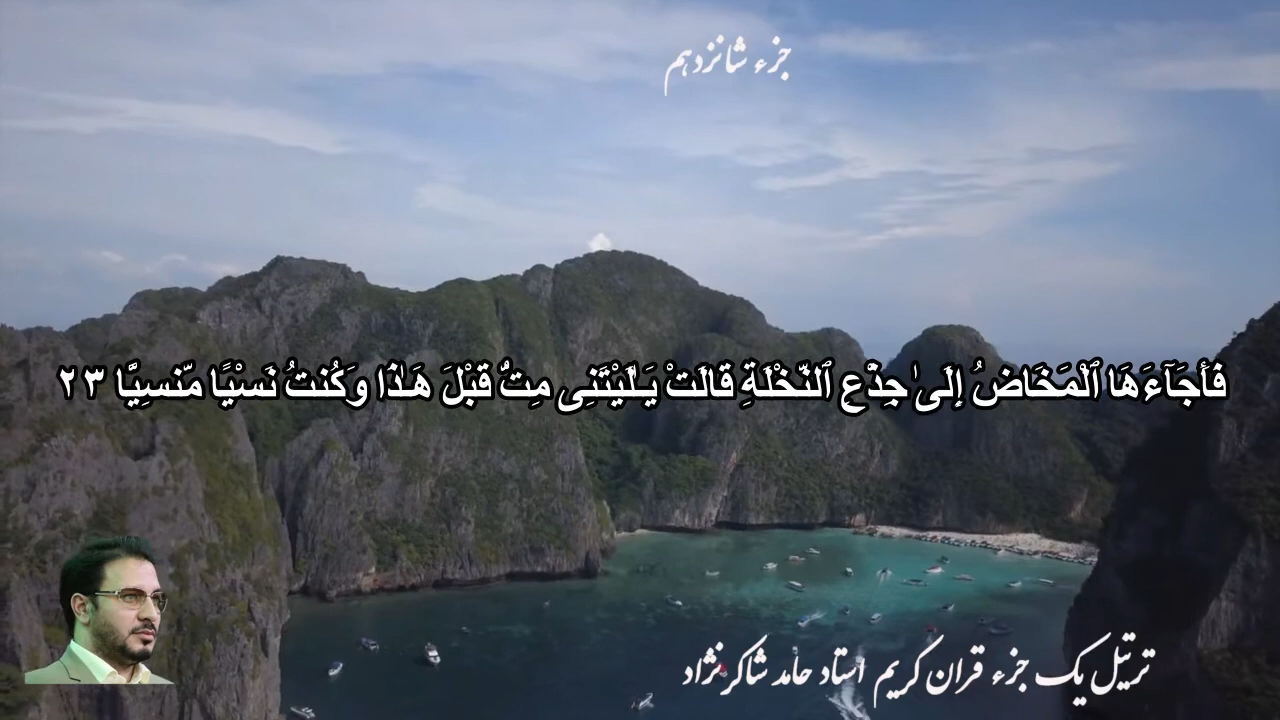 جزء شانزدهم
فَأَجَآءَهَا ٱلْمَخَاضُ إِلَىٰ جِذْعِ ٱلنَّخْلَةِ قَالَتْ يَـٰلَيْتَنِى مِتُّ قَبْلَ هَـٰذَا وَكُنتُ نَسْيًا مَّنسِيًّا ٢٣
ترتیل یک جزء قران کریم استاد حامد شاکرنژاد